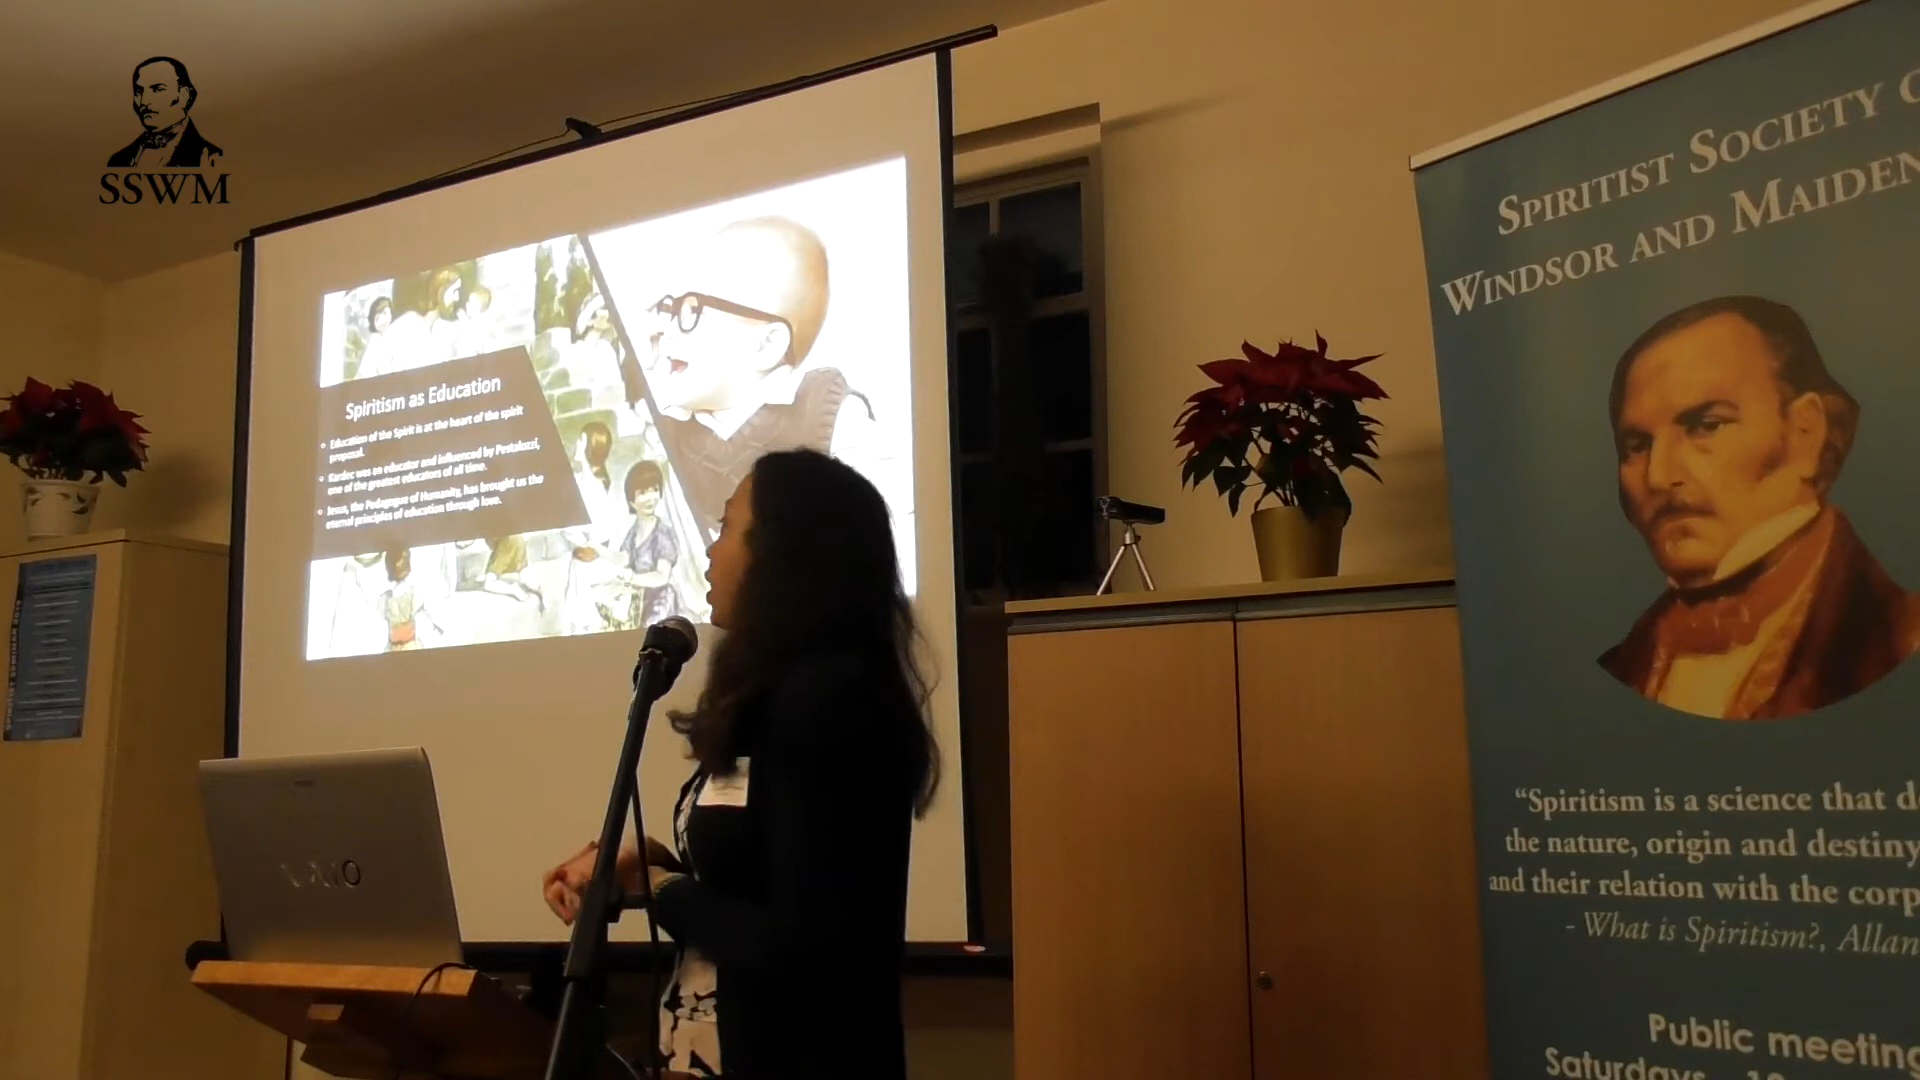 SSWM
Spiritism as Education
Education of the Spirit is at the heart of the spirit
proposal.
Kardec was an educator and influenced by Pestalozzi,
one of the greatest educators of all time.
Jesus, the Pedagogue of Humanity, has brought us the
eternal principles of education through love.
VAIO
SPIRITIST SOCIETY
WINDSOR AND MAIDEN
“Spiritism is a science that d
the nature, origin and destiny
and their relation with the corp
- What is Spiritism?, Allan
Public meeting
Saturdays